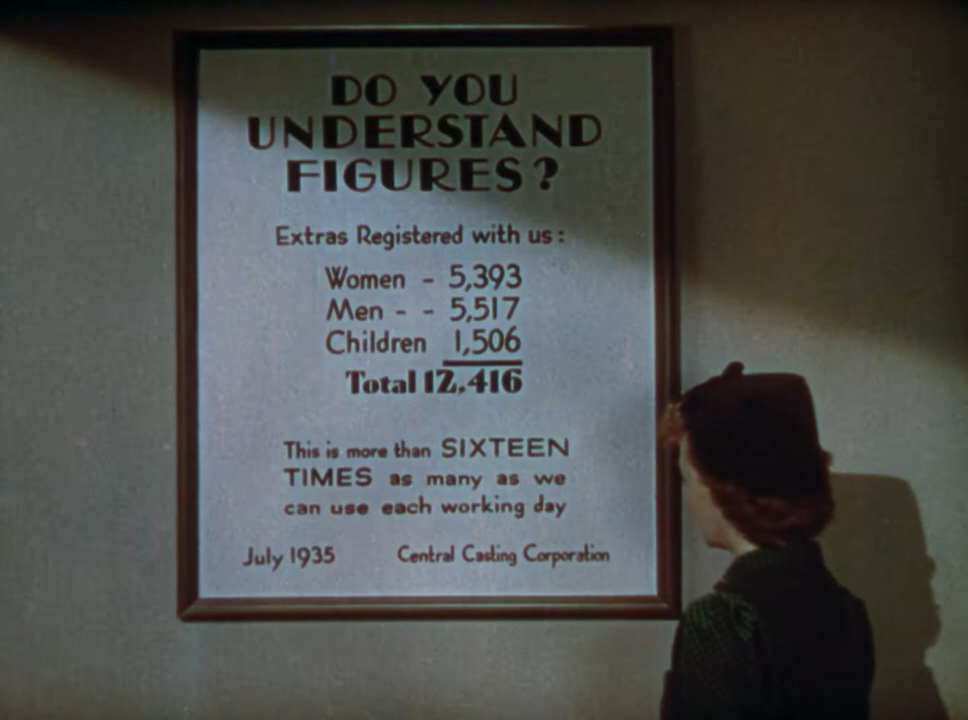 DO YOU
UNDERSTAND
FIGURES?
Extras Registered with us:
Women - 5,393
Men - - 5,517
Children 1,506
Total 12,416
This is more than SIXTEEN
TIMES as many as we
can use each working day
July 1935 Central Casting Corporation